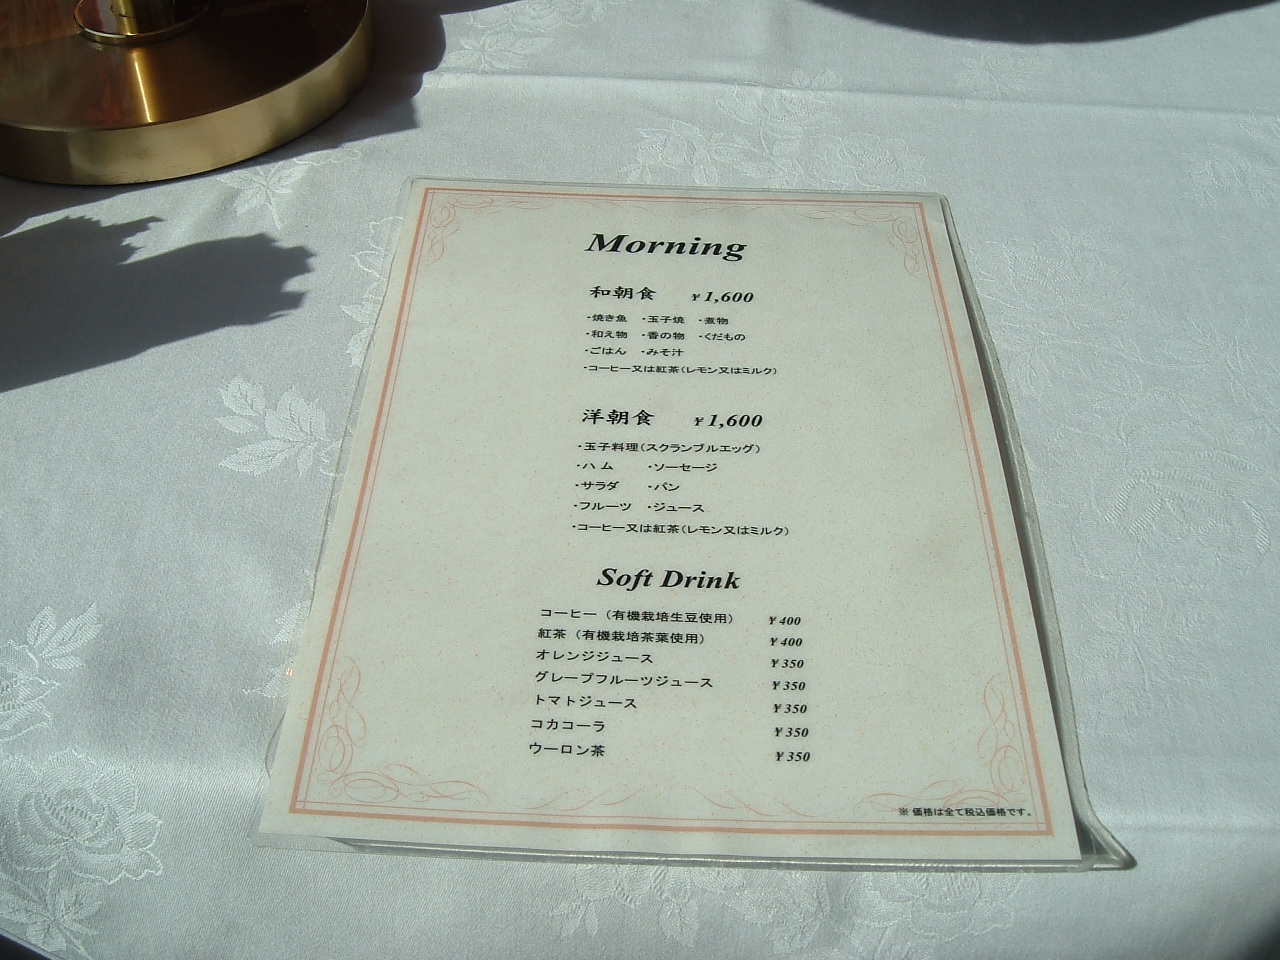 Morning
和朝食 ¥1,600
・焼き魚 ・玉子焼 ・煮物
・和え物 ・香の物 ・くだもの
・ごはん ・みそ汁
・コーヒー又は紅茶(レモン又はミルク)
洋朝食 ¥1,600
・玉子料理(スクランブルエッグ)
・ハム ・ソーセージ
・サラダ ・パン
・フルーツ ・ジュース
・コーヒー又は紅茶(レモン又はミルク)
Soft Drink
コーヒー(有機栽培生豆使用) ¥400
紅茶(有機栽培茶葉使用) ¥400
オレンジジュース ¥350
グレープフルーツジュース ¥350
トマトジュース ¥350
コカコーラ ¥350
ウーロン茶 ¥350
※価格は全て税込価格です。